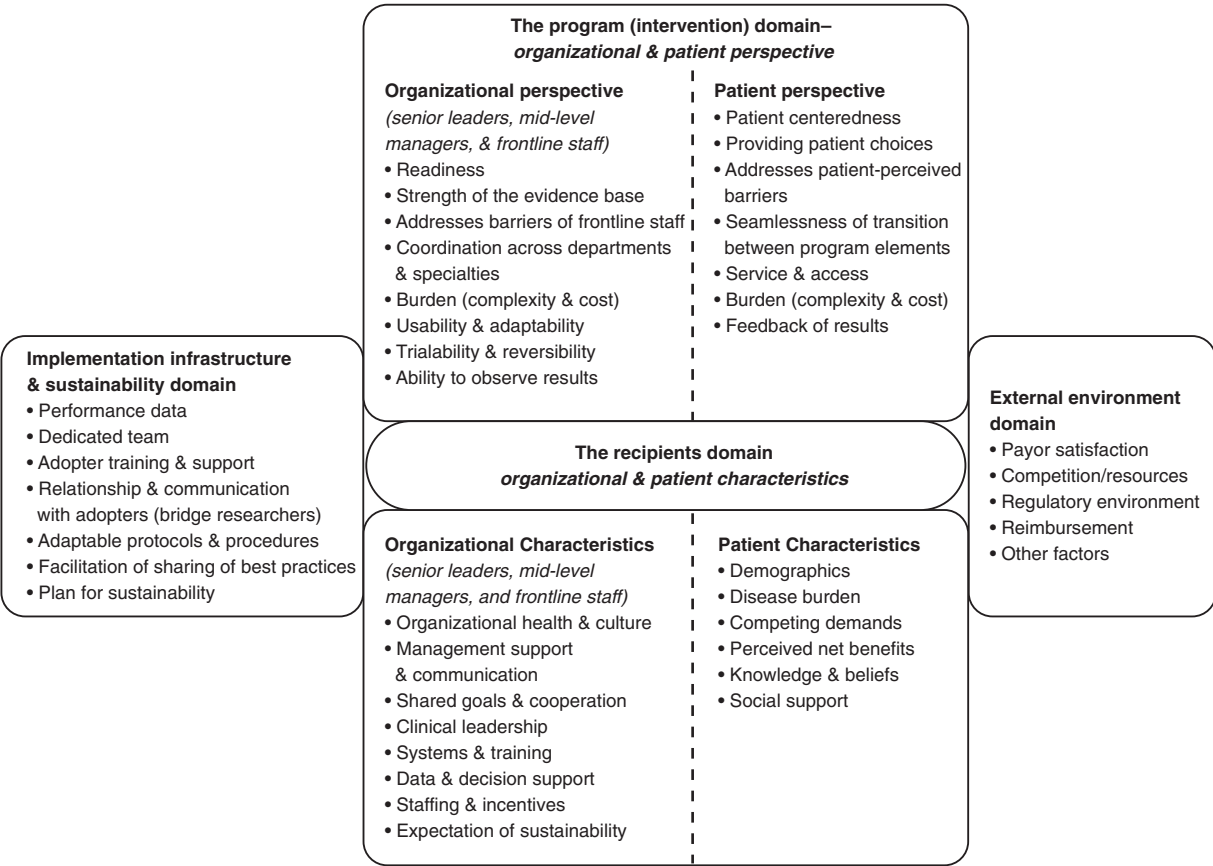 The program (intervention) domain–
organizational & patient perspective
Organizational perspective
(senior leaders, mid-level
managers, & frontline staff)
• Readiness
• Strength of the evidence base
• Addresses barriers of frontline staff
• Coordination across departments
& specialties
• Burden (complexity & cost)
• Usability & adaptability
• Trialability & reversibility
• Ability to observe results
Patient perspective
• Patient centeredness
• Providing patient choices
• Addresses patient-perceived
barriers
• Seamlessness of transition
between program elements
• Service & access
• Burden (complexity & cost)
• Feedback of results
Implementation infrastructure
& sustainability domain
• Performance data
• Dedicated team
• Adopter training & support
• Relationship & communication
with adopters (bridge researchers)
• Adaptable protocols & procedures
• Facilitation of sharing of best practices
• Plan for sustainability
The recipients domain
organizational & patient characteristics
External environment
domain
• Payor satisfaction
• Competition/resources
• Regulatory environment
• Reimbursement
• Other factors
Organizational Characteristics
(senior leaders, mid-level
managers, and frontline staff)
• Organizational health & culture
• Management support
& communication
• Shared goals & cooperation
• Clinical leadership
• Systems & training
• Data & decision support
• Staffing & incentives
• Expectation of sustainability
Patient Characteristics
• Demographics
• Disease burden
• Competing demands
• Perceived net benefits
• Knowledge & beliefs
• Social support